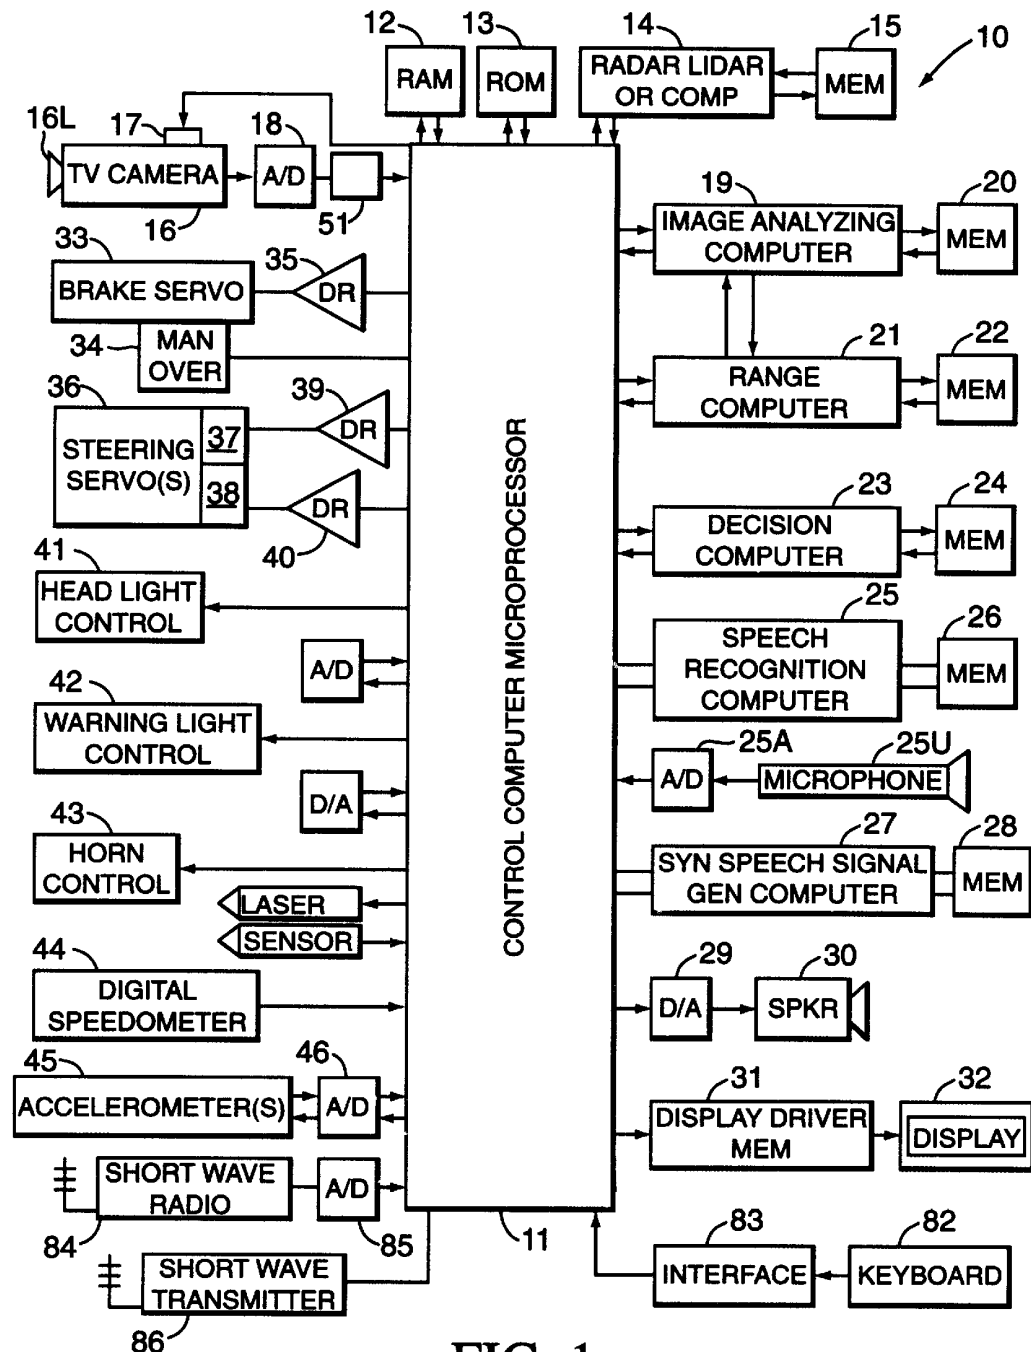 12
13
14
15
10
RAM
ROM
RADAR LIDAR
OR COMP
MEM
16L
17
18
TV CAMERA
A/D
16
51
19
20
IMAGE ANALYZING
COMPUTER
MEM
33
35
BRAKE SERVO
DR
34
MAN
OVER
21
22
RANGE
COMPUTER
MEM
36
39
STEERING
SERVO(S)
37
38
DR
DR
40
23
24
DECISION
COMPUTER
MEM
41
HEAD LIGHT
CONTROL
A/D
25
26
SPEECH
RECOGNITION
COMPUTER
MEM
42
WARNING LIGHT
CONTROL
D/A
25A
25U
A/D
MICROPHONE
43
HORN
CONTROL
27
28
SYN SPEECH SIGNAL
GEN COMPUTER
MEM
LASER
SENSOR
CONTROL COMPUTER MICROPROCESSOR
44
DIGITAL
SPEEDOMETER
29
30
D/A
SPKR
45
46
ACCELEROMETER(S)
A/D
31
32
DISPLAY DRIVER
MEM
DISPLAY
SHORT WAVE
RADIO
A/D
84
85
11
83
82
INTERFACE
KEYBOARD
SHORT WAVE
TRANSMITTER
86
FIG. 1